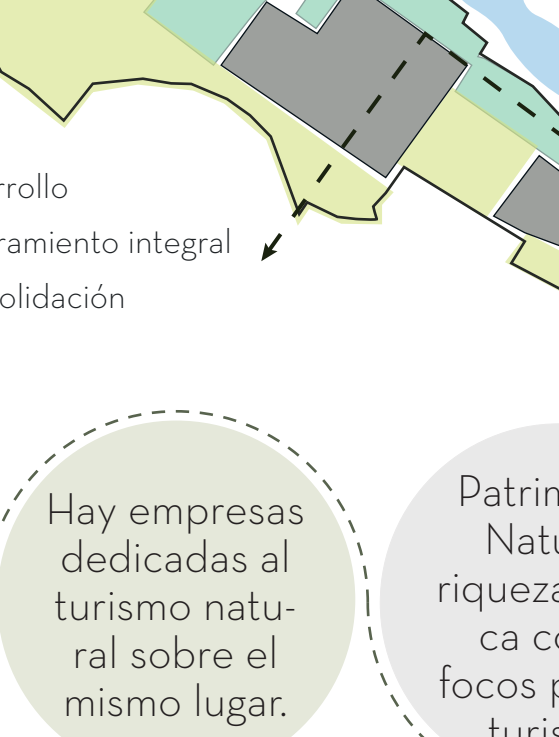 rrollo
ramiento integral
olidación
Hay empresas
dedicadas al
turismo natu-
ral sobre el
mismo lugar.
Patrim
Natu
riqueza
ca co
focos p
turis